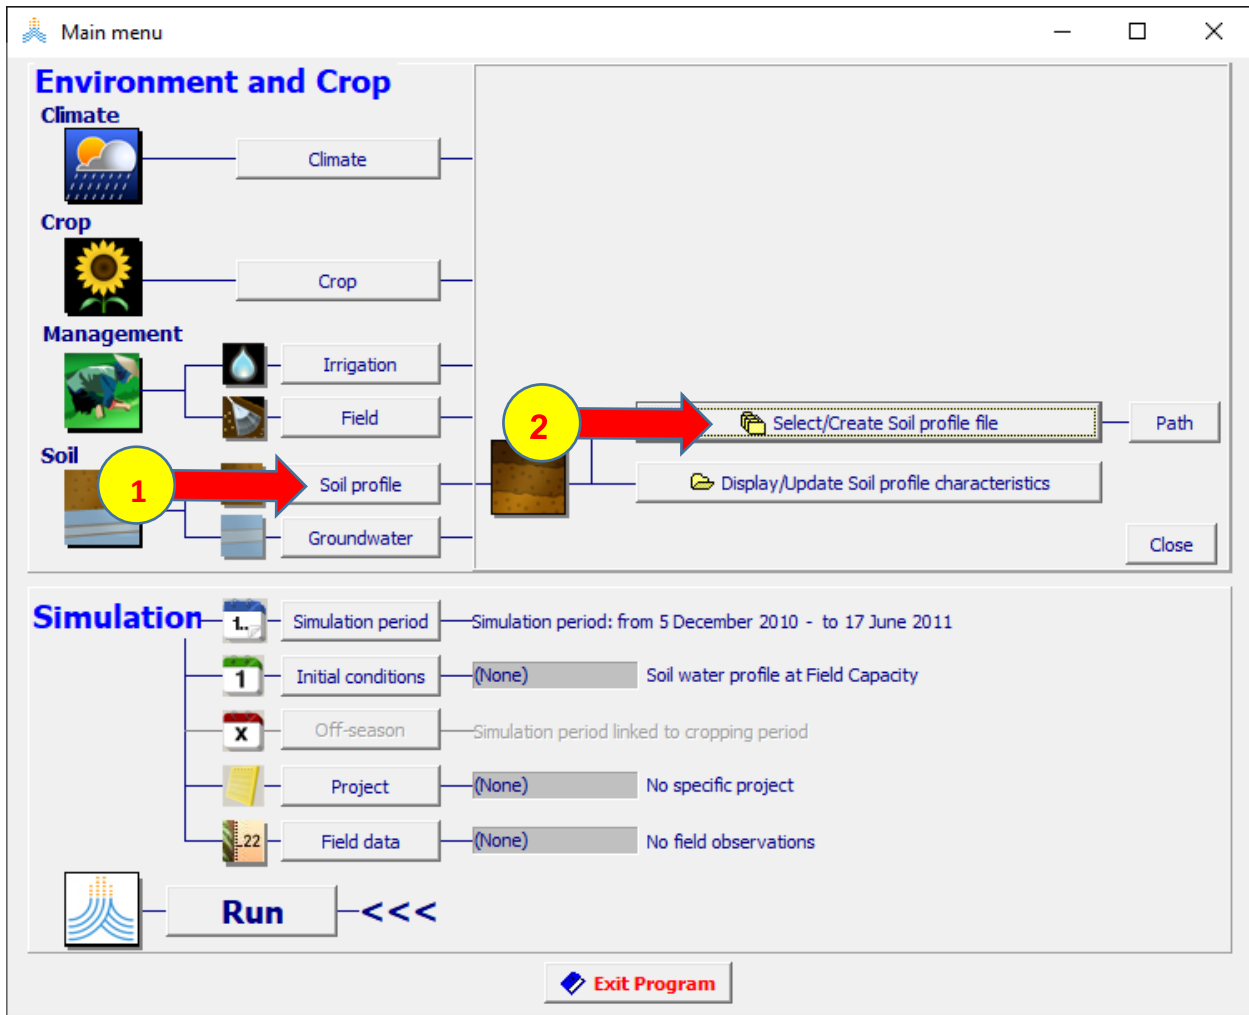 Main menu
Environment and Crop
Climate
Climate
Crop
Crop
Management
Irrigation
Field
2
Select/Create Soil profile file
Path
Soil
1
Soil profile
Display/Update Soil profile characteristics
Groundwater
Close
Simulation
1..
Simulation period
Simulation period: from 5 December 2010 - to 17 June 2011
1
Initial conditions
(None)
Soil water profile at Field Capacity
X
Off-season
Simulation period linked to cropping period
Project
(None)
No specific project
.22
Field data
(None)
No field observations
Run
<<<
Exit Program